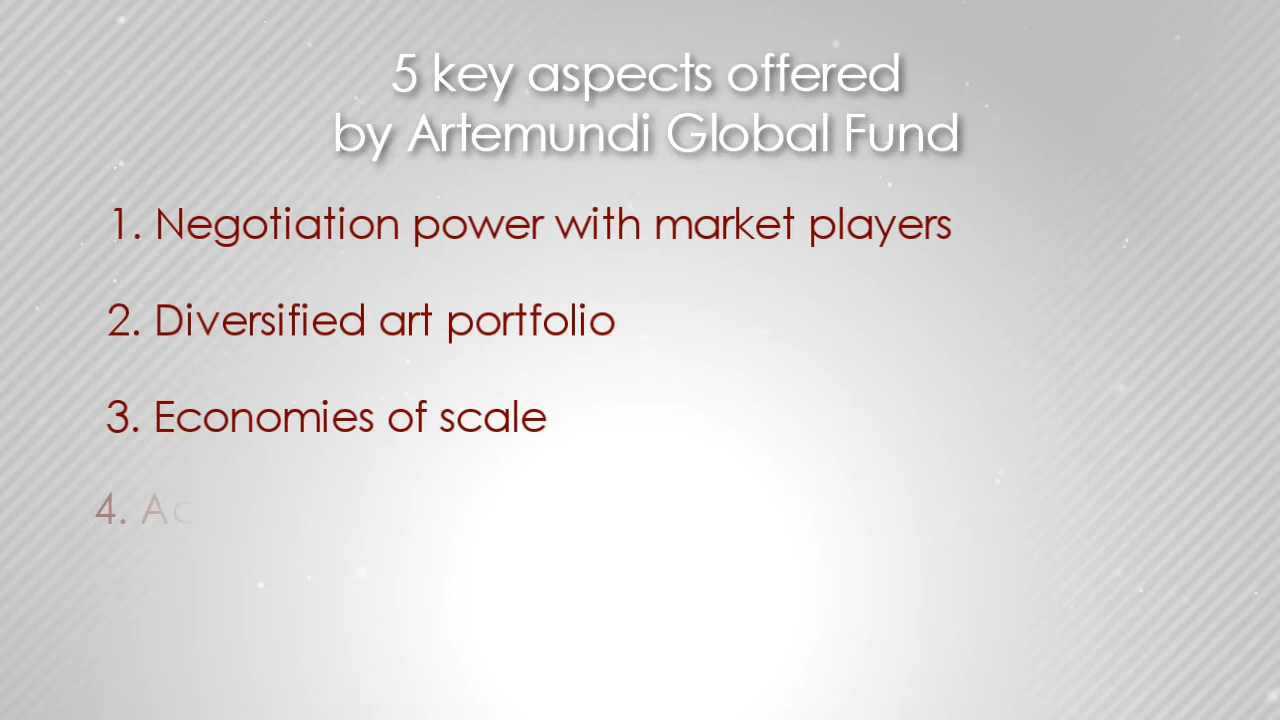 5 key aspects offered
by Artemundi Global Fund
1. Negotiation power with market players
2. Diversified art portfolio
3. Economies of scale
4.